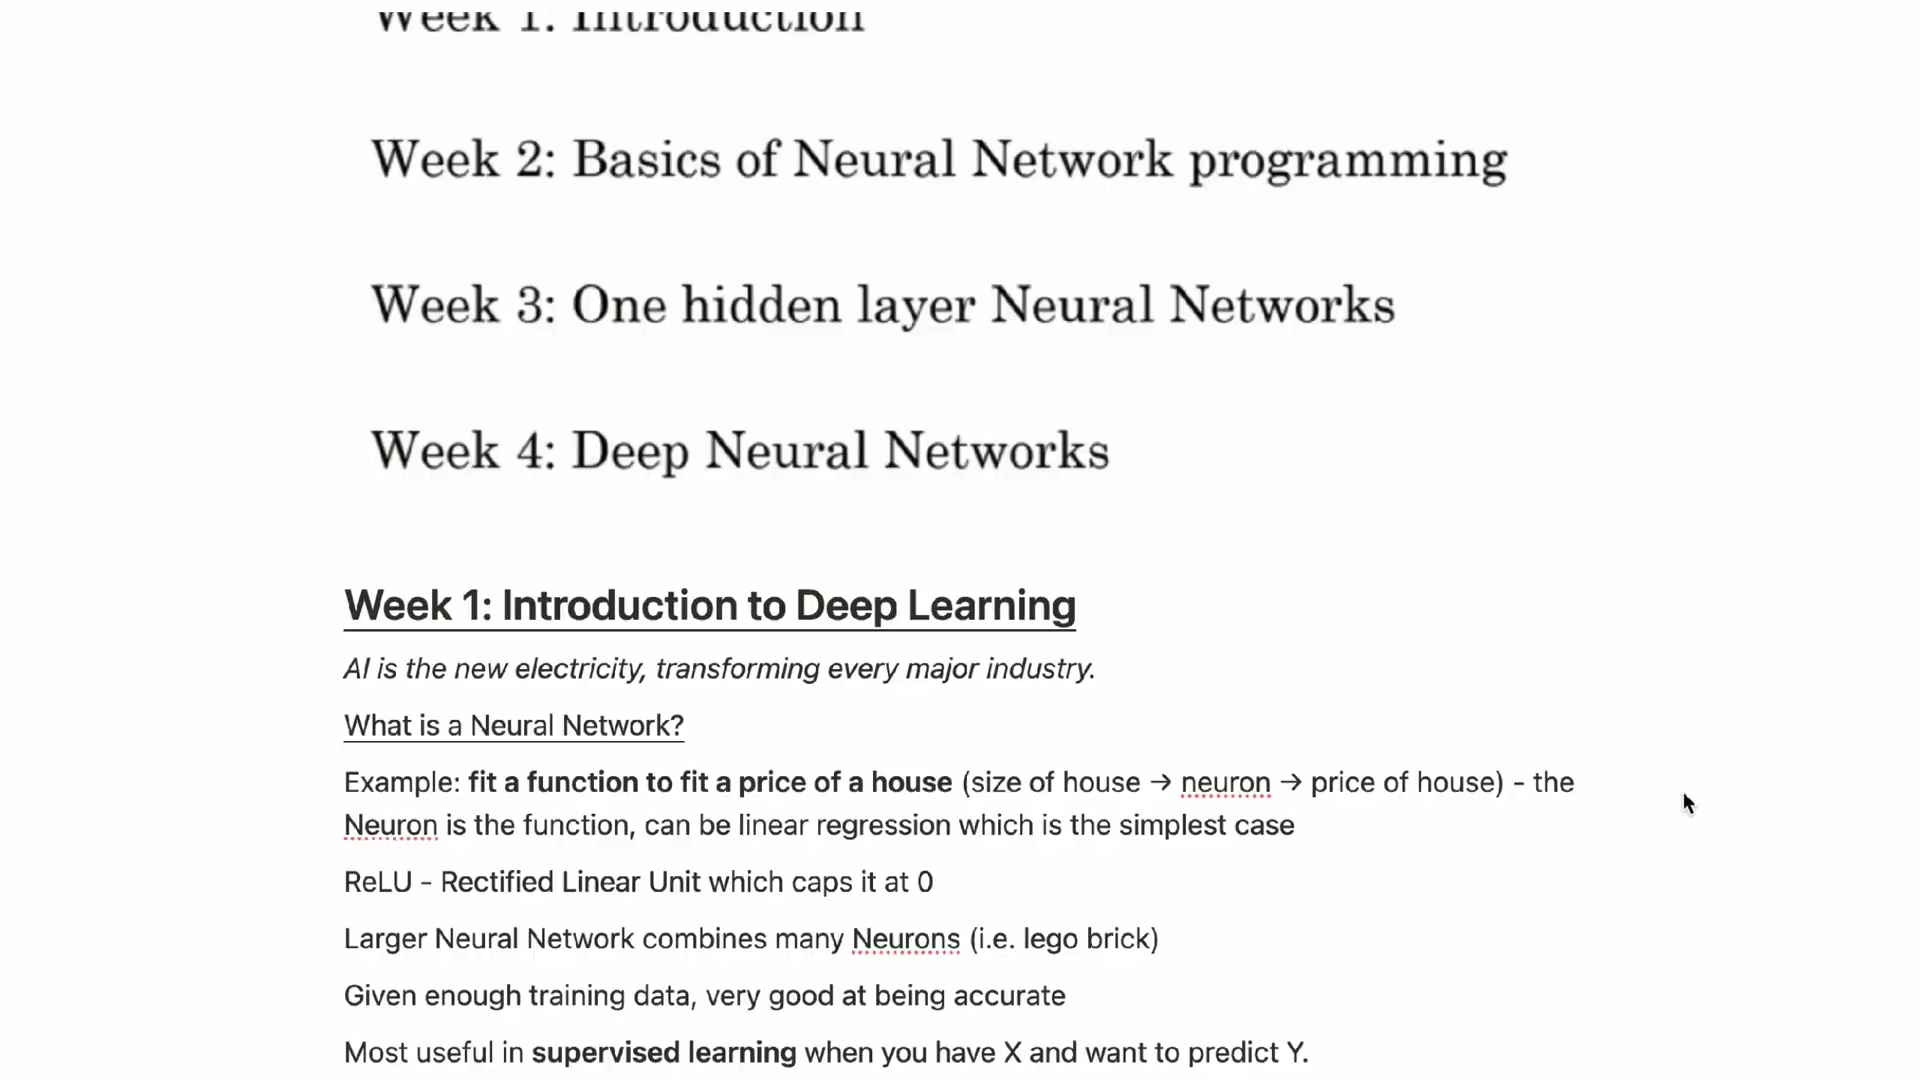 Week 1: Introduction
Week 2: Basics of Neural Network programming
Week 3: One hidden layer Neural Networks
Week 4: Deep Neural Networks
Week 1: Introduction to Deep Learning
AI is the new electricity, transforming every major industry.
What is a Neural Network?
Example: fit a function to fit a price of a house (size of house → neuron → price of house) - the
Neuron is the function, can be linear regression which is the simplest case
ReLU - Rectified Linear Unit which caps it at 0
Larger Neural Network combines many Neurons (i.e. lego brick)
Given enough training data, very good at being accurate
Most useful in supervised learning when you have X and want to predict Y.